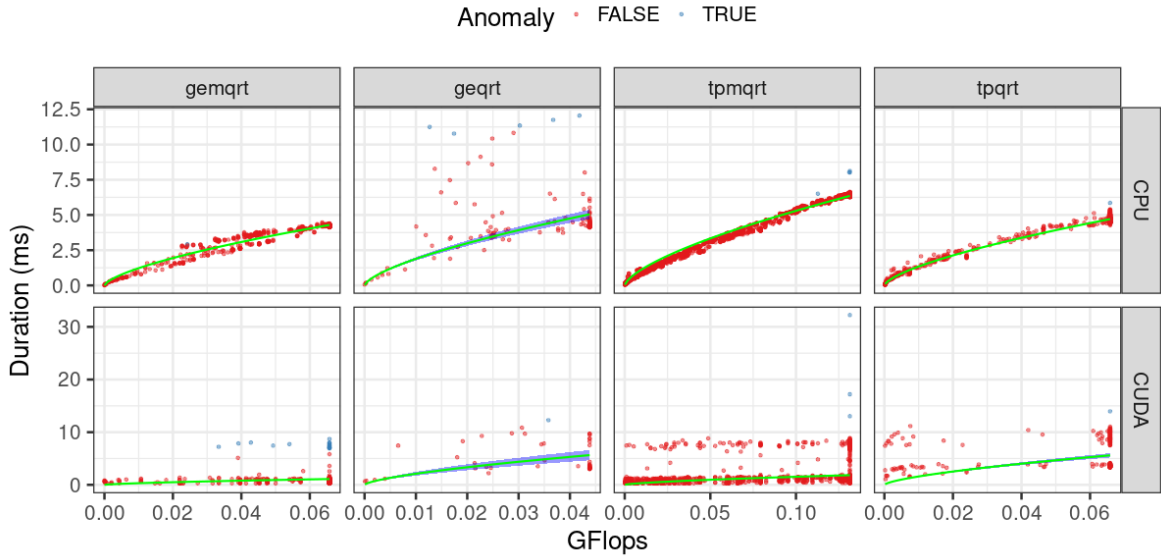 Anomaly FALSE TRUE
gemqrt geqrt tpmqrt tpqrt
Duration (ms)
12.5
10.0
7.5
5.0
2.5
0.0
CPU
30
20
10
0
CUDA
0.00 0.02 0.04 0.06 0.00 0.01 0.02 0.03 0.04 0.00 0.05 0.10 0.00 0.02 0.04 0.06
GFlops